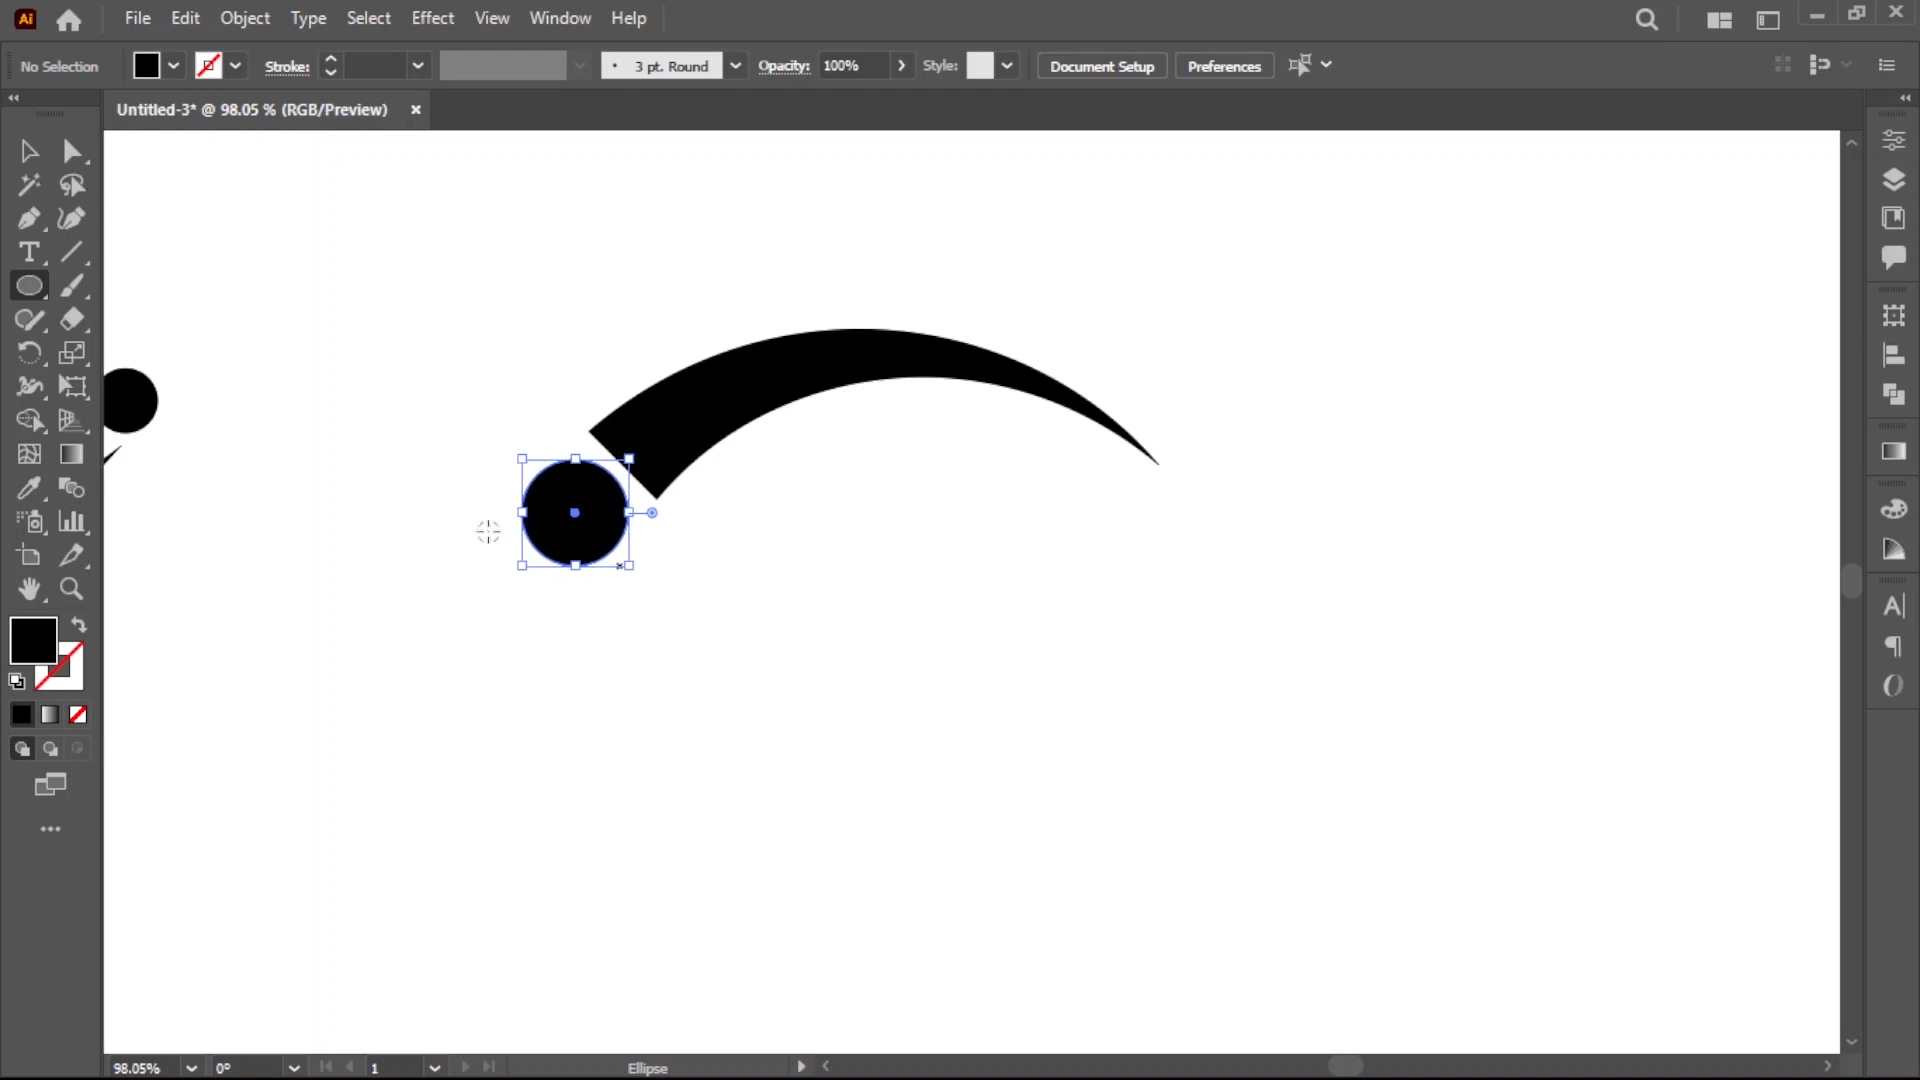 Ai File Edit Object Type Select Effect View Window Help
No Selection Stroke: 3 pt. Round Opacity: 100% Style: Document Setup Preferences
Untitled-3* @ 98.05 % (RGB/Preview)
98.05% 0° 1 Ellipse